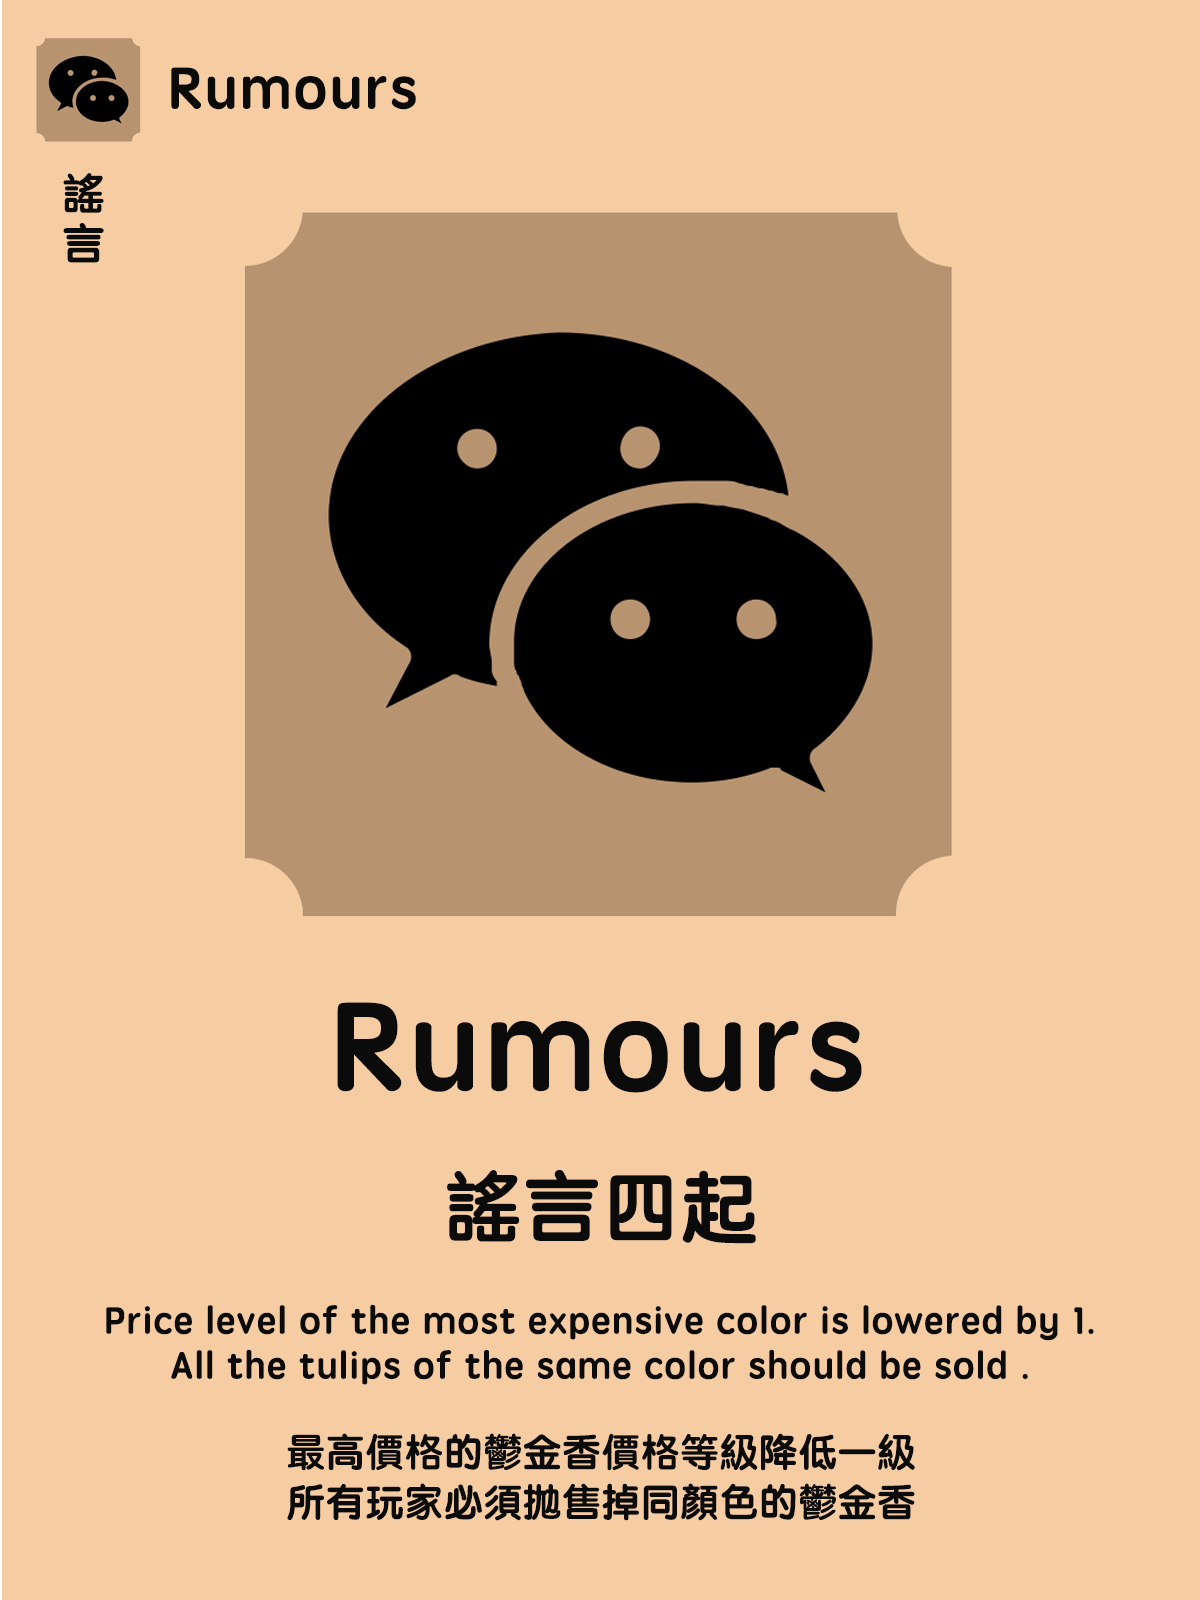 Rumours
謠
言
Rumours
謠言四起
Price level of the most expensive color is lowered by 1.
All the tulips of the same color should be sold .
最高價格的鬱金香價格等級降低一級
所有玩家必須拋售掉同顏色的鬱金香